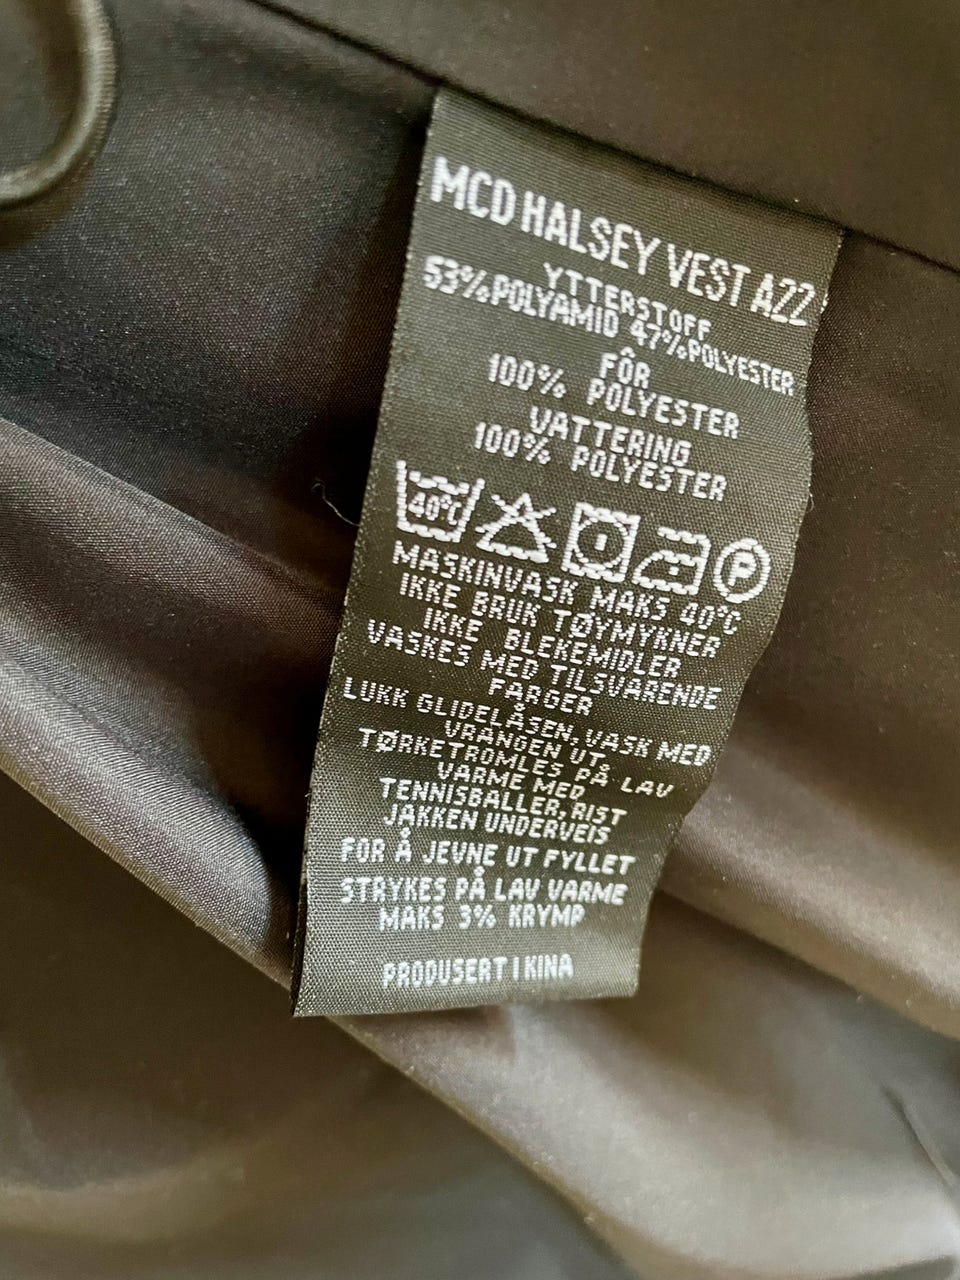 MCD HALSEY VEST A22
YTTERSTOFF
53%POLYAMID 47%POLYESTER
FÔR
100% POLYESTER
VATTERING
100% POLYESTER
40°C
P
MASKINVASK MAKS 40°C
IKKE BRUK TØYMYKNER
IKKE BLEKEMIDLER
VASKES MED TILSVARENDE
FARGER
LUKK GLIDELÅSEN, VASK MED
VRANGEN UT.
TØRKETROMLES PÅ LAV
VARME MED
TENNISBALLER, RIST
JAKKEN UNDERVEIS
FOR Å JEVNE UT FYLLET
STRYKES PÅ LAV VARME
MAKS 3% KRYMP
PRODUSERT I KINA